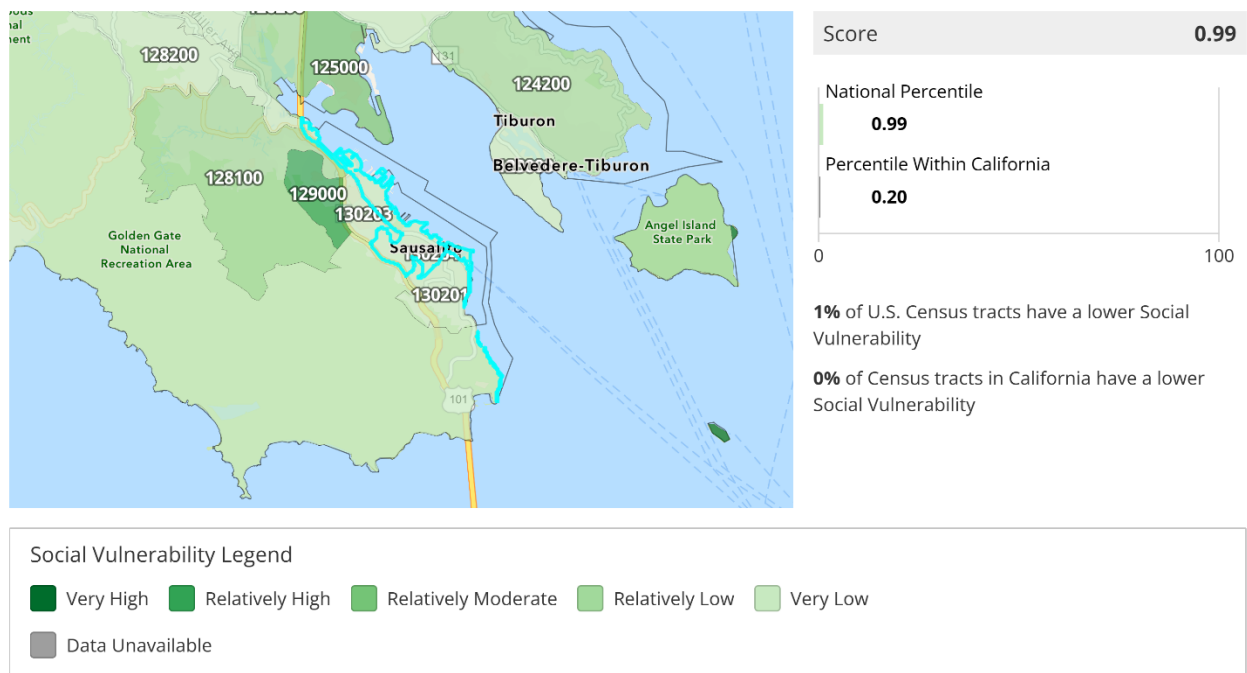 nal
nent
128200
131
125000
124200
Tiburon
Belvedere-Tiburon
128100
129000
130203
Angel Island
State Park
Golden Gate
National
Recreation Area
Sausalito
130201
101
Score 0.99
National Percentile
0.99
Percentile Within California
0.20
0 100
1% of U.S. Census tracts have a lower Social
Vulnerability
0% of Census tracts in California have a lower
Social Vulnerability
Social Vulnerability Legend
Very High Relatively High Relatively Moderate Relatively Low Very Low
Data Unavailable